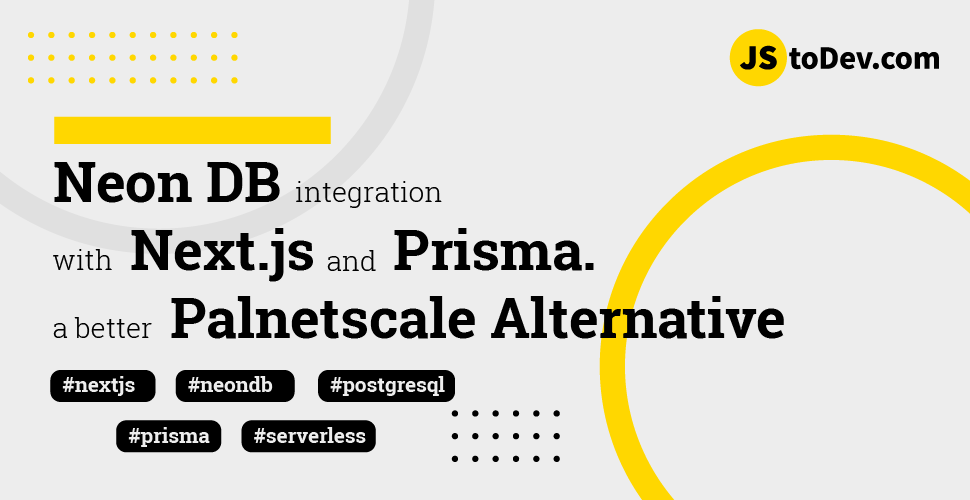 JS toDev.com
Neon DB integration
with Next.js and Prisma.
a better Palnetscale Alternative
#nextjs #neondb #postgresql
#prisma #serverless